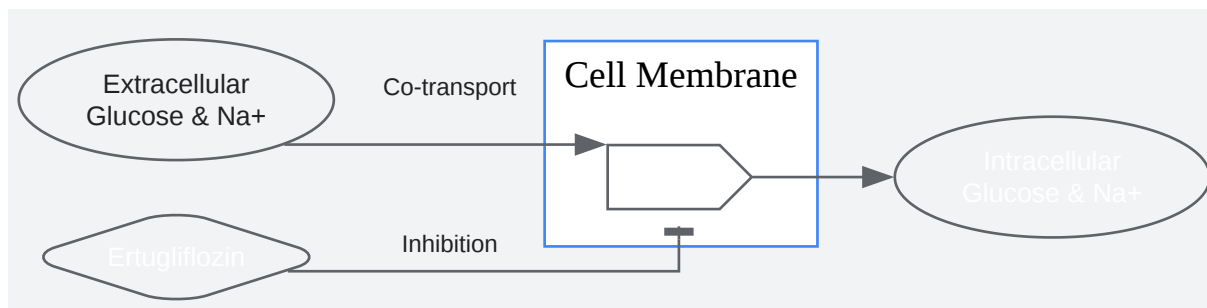 Extracellular
Glucose & Na+
Co-transport
Cell Membrane
Intracellular
Glucose & Na+
Ertugliflozin
Inhibition